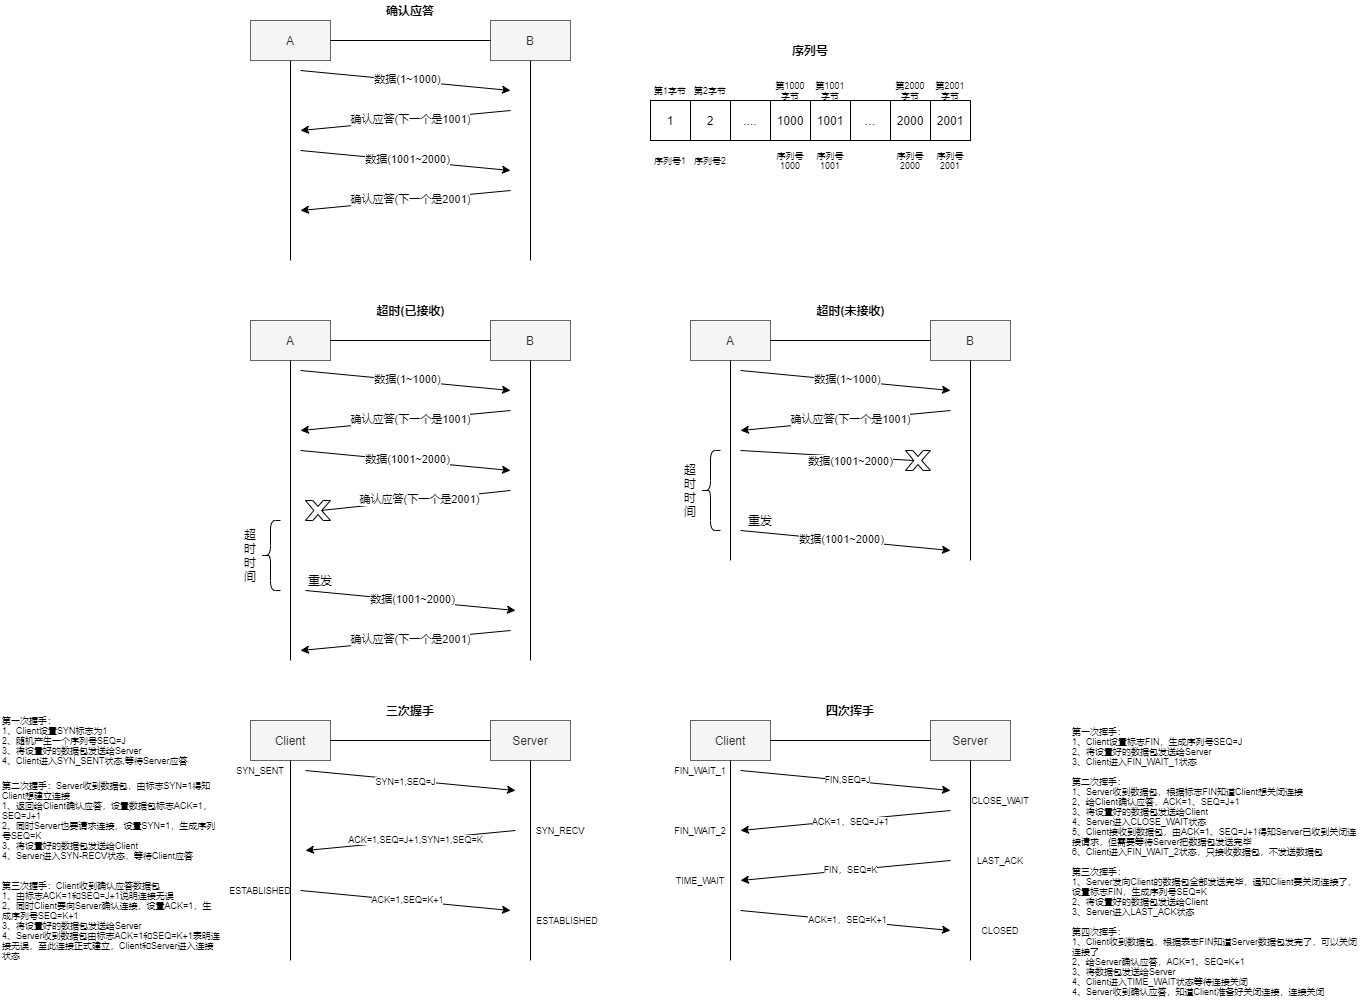 确认应答
A
B
数据(1~1000)
确认应答(下一个是1001)
数据(1001~2000)
确认应答(下一个是2001)
序列号
第1字节
第2字节
第1000
字节
第1001
字节
第2000
字节
第2001
字节
1
2
....
1000
1001
...
2000
2001
序列号1
序列号2
序列号
1000
序列号
1001
序列号
2000
序列号
2001
超时(已接收)
A
B
数据(1~1000)
确认应答(下一个是1001)
数据(1001~2000)
确认应答(下一个是2001)
超
时
时
间
重发
数据(1001~2000)
确认应答(下一个是2001)
超时(未接收)
A
B
数据(1~1000)
确认应答(下一个是1001)
数据(1001~2000)
超
时
时
间
重发
数据(1001~2000)
第一次握手：
1、Client设置SYN标志为1
2、随机产生一个序列号SEQ=J
3、将设置好的数据包发送给Server
4、Client进入SYN_SENT状态,等待Server应答
第二次握手：Server收到数据包，由标志SYN=1得知
Client想建立连接
1、返回给Client确认应答，设置数据包标志ACK=1，
SEQ=J+1
2、同时Server也要请求连接，设置SYN=1，生成序列
号SEQ=K
3、将设置好的数据包发送给Client
4、Server进入SYN-RECV状态，等待Client应答
第三次握手：Client收到确认应答数据包
1、由标志ACK=1和SEQ=J+1说明连接无误
2、同时Client要向Server确认连接，设置ACK=1，生
成序列号SEQ=K+1
3、将设置好的数据包发送给Server
4、Server收到数据包由标志ACK=1和SEQ=K+1表明连
接无误，至此连接正式建立，Client和Server进入连接
状态
三次握手
Client
Server
SYN_SENT
SYN=1,SEQ=J
SYN_RECV
ACK=1,SEQ=J+1,SYN=1,SEQ=K
ESTABLISHED
ACK=1,SEQ=K+1
ESTABLISHED
四次挥手
Client
Server
FIN_WAIT_1
FIN,SEQ=J
CLOSE_WAIT
ACK=1，SEQ=J+1
FIN_WAIT_2
LAST_ACK
FIN，SEQ=K
TIME_WAIT
ACK=1，SEQ=K+1
CLOSED
第一次挥手：
1、Client设置标志FIN，生成序列号SEQ=J
2、将设置好的数据包发送给Server
3、Client进入FIN_WAIT_1状态
第二次挥手：
1、Server收到数据包，根据标志FIN知道Client想关闭连接
2、给Client确认应答，ACK=1、SEQ=J+1
3、将设置好的数据包发送给Client
4、Server进入CLOSE_WAIT状态
5、Client接收到数据包，由ACK=1、SEQ=J+1得知Server已收到关闭连
接请求，但需要等待Server把数据包发送完毕
6、Client进入FIN_WAIT_2状态，只接收数据包，不发送数据包
第三次挥手：
1、Server发向Client的数据包全部发送完毕，通知Client要关闭连接了，
设置标志FIN，生成序列号SEQ=K
2、将设置好的数据包发送给Client
3、Server进入LAST_ACK状态
第四次挥手：
1、Client收到数据包，根据表志FIN知道Server数据包发完了，可以关闭
连接了
2、给Server确认应答，ACK=1、SEQ=K+1
3、将数据包发送给Server
4、Client进入TIME_WAIT状态等待连接关闭
4、Server收到确认应答，知道Client准备好关闭连接，连接关闭